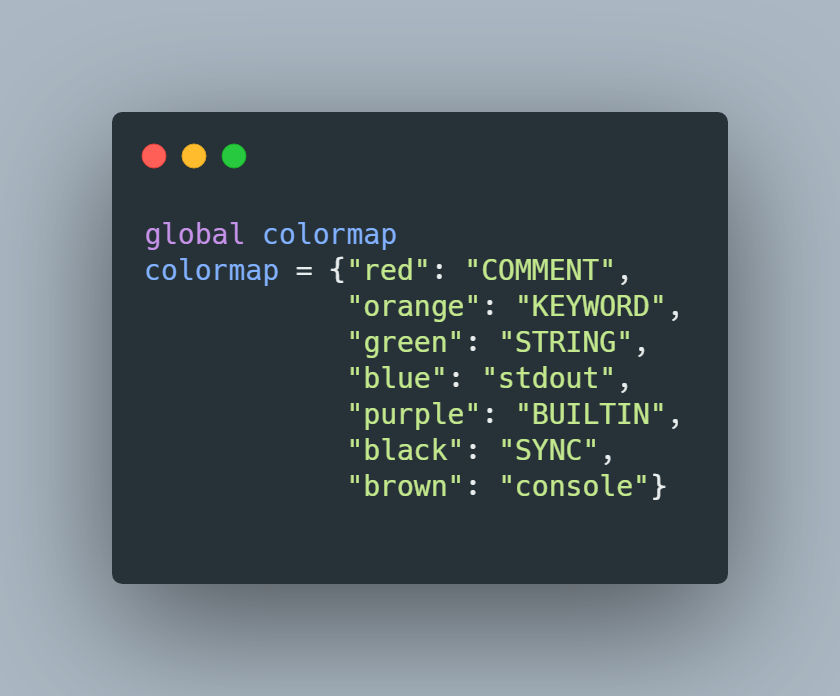 global colormap
colormap = {"red": "COMMENT",
            "orange": "KEYWORD",
            "green": "STRING",
            "blue": "stdout",
            "purple": "BUILTIN",
            "black": "SYNC",
            "brown": "console"}